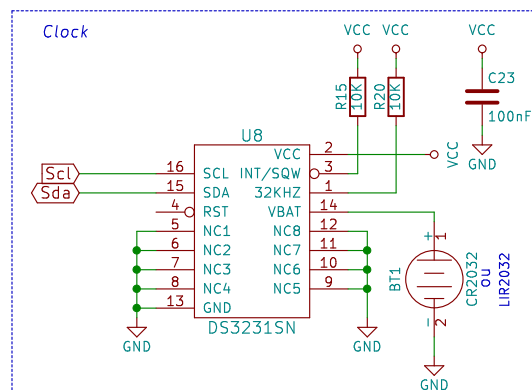 Clock
VCC
VCC
VCC
R15
10K
R20
10K
C23
100nF
GND
U8
Scl
Sda
16
15
4
5
6
7
8
13
SCL
SDA
RST
NC1
NC2
NC3
NC4
GND
VCC
INT/SQW
32KHZ
VBAT
NC8
NC7
NC6
NC5
2
3
1
14
12
11
10
9
VCC
DS3231SN
GND
GND
BT1
+
1
CR2032
ou
LIR2032
−
2
GND